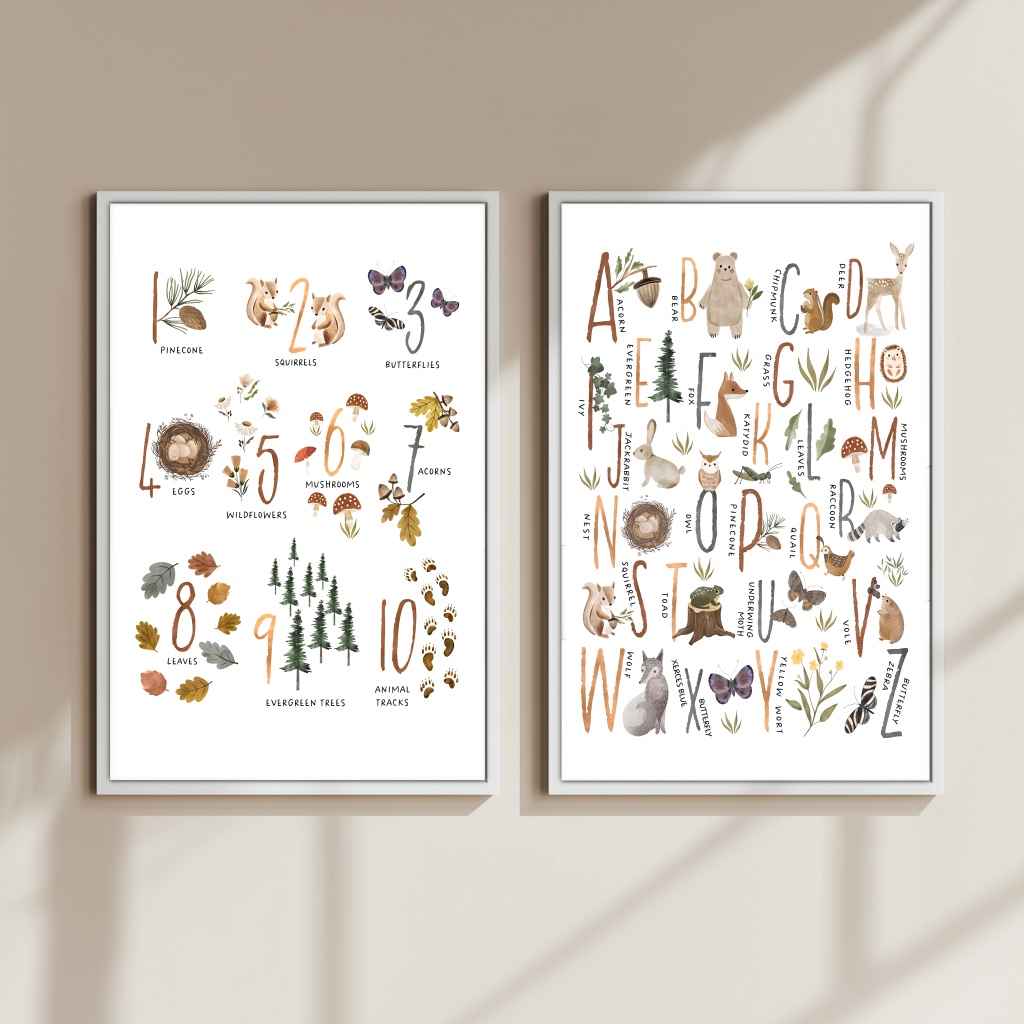 1
PINECONE
2
SQUIRRELS
3
BUTTERFLIES
4
EGGS
5
WILDFLOWERS
6
MUSHROOMS
7
ACORNS
8
LEAVES
9
EVERGREEN TREES
10
ANIMAL
TRACKS
A
ACORN
B
BEAR
C
CHIPMUNK
D
DEER
E
EVERGREEN
F
FOX
G
GRASS
H
HEDGEHOG
I
IVY
J
JACKRABBIT
K
KATYDID
L
LEAVES
M
MUSHROOMS
N
NEST
O
OWL
P
PINECONE
Q
QUAIL
R
RACCOON
S
SQUIRREL
T
TOAD
U
UNDERWING
MOTH
V
VOLE
W
WOLF
X
XERCES BLUE
BUTTERFLY
Y
YELLOW WORT
Z
ZEBRA
BUTTERFLY